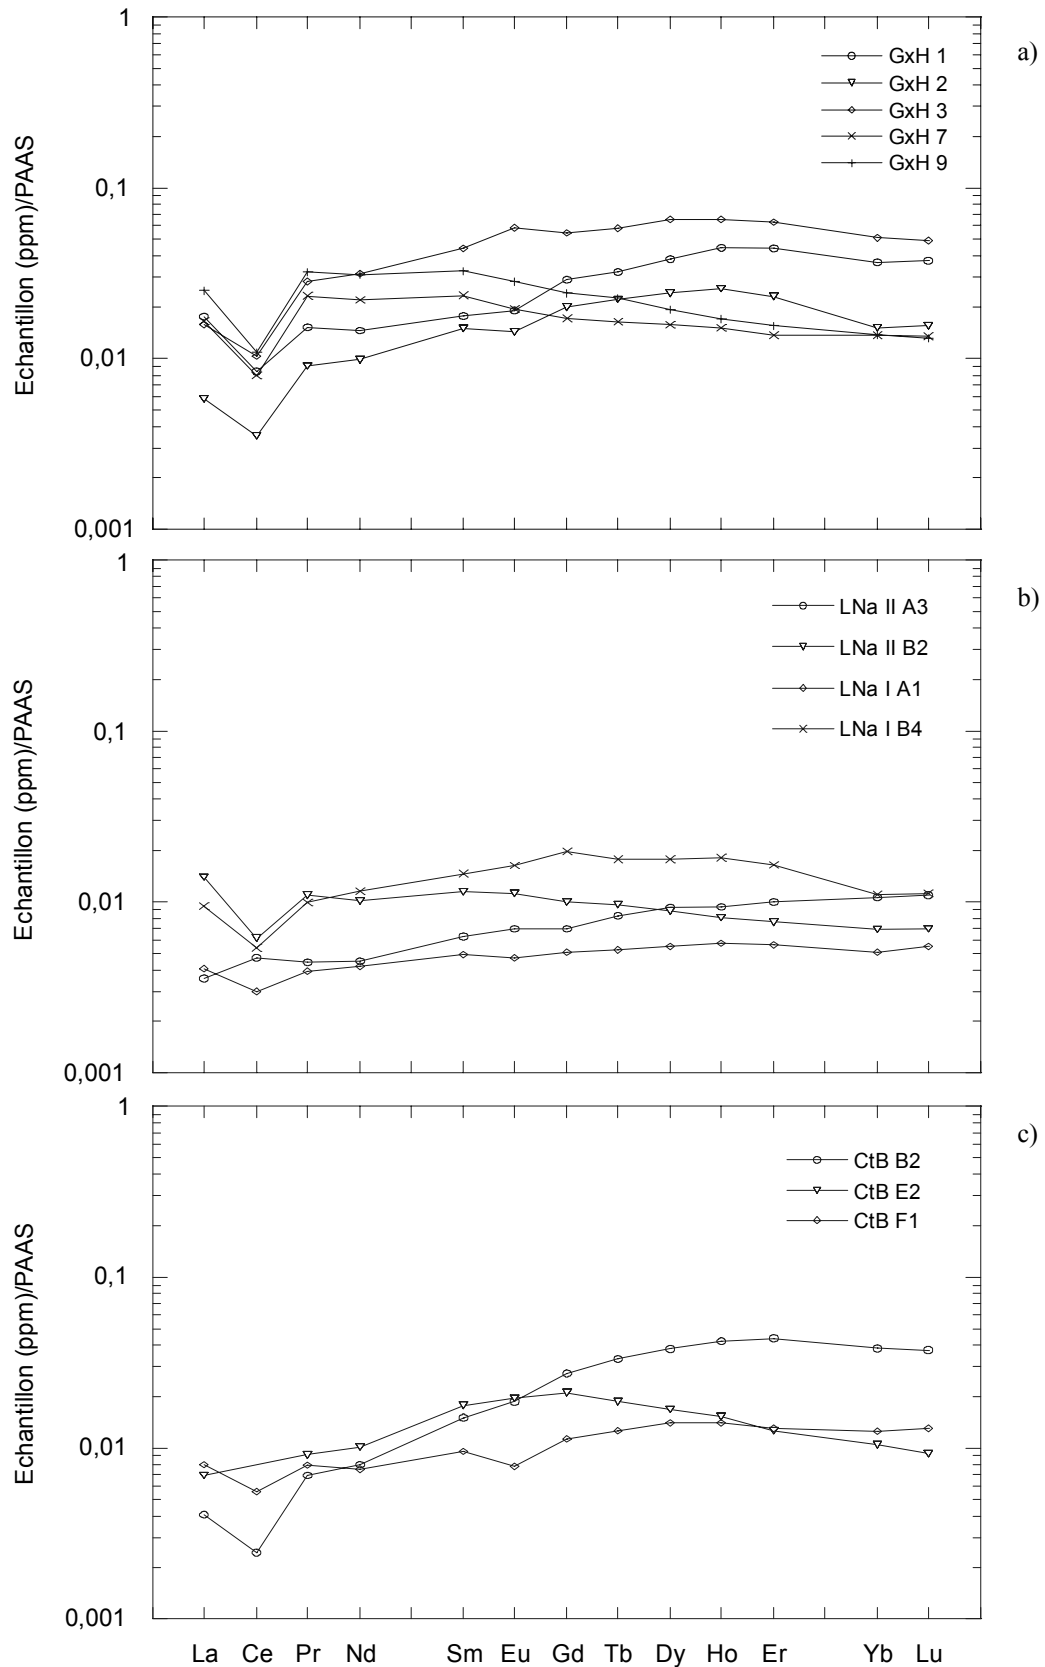 a)
Echantillon (ppm)/PAAS
1
0,1
0,01
0,001
GxH 1
GxH 2
GxH 3
GxH 7
GxH 9
b)
Echantillon (ppm)/PAAS
1
0,1
0,01
0,001
LNa II A3
LNa II B2
LNa I A1
LNa I B4
c)
Echantillon (ppm)/PAAS
1
0,1
0,01
0,001
CtB B2
CtB E2
CtB F1
La Ce Pr Nd Sm Eu Gd Tb Dy Ho Er Yb Lu